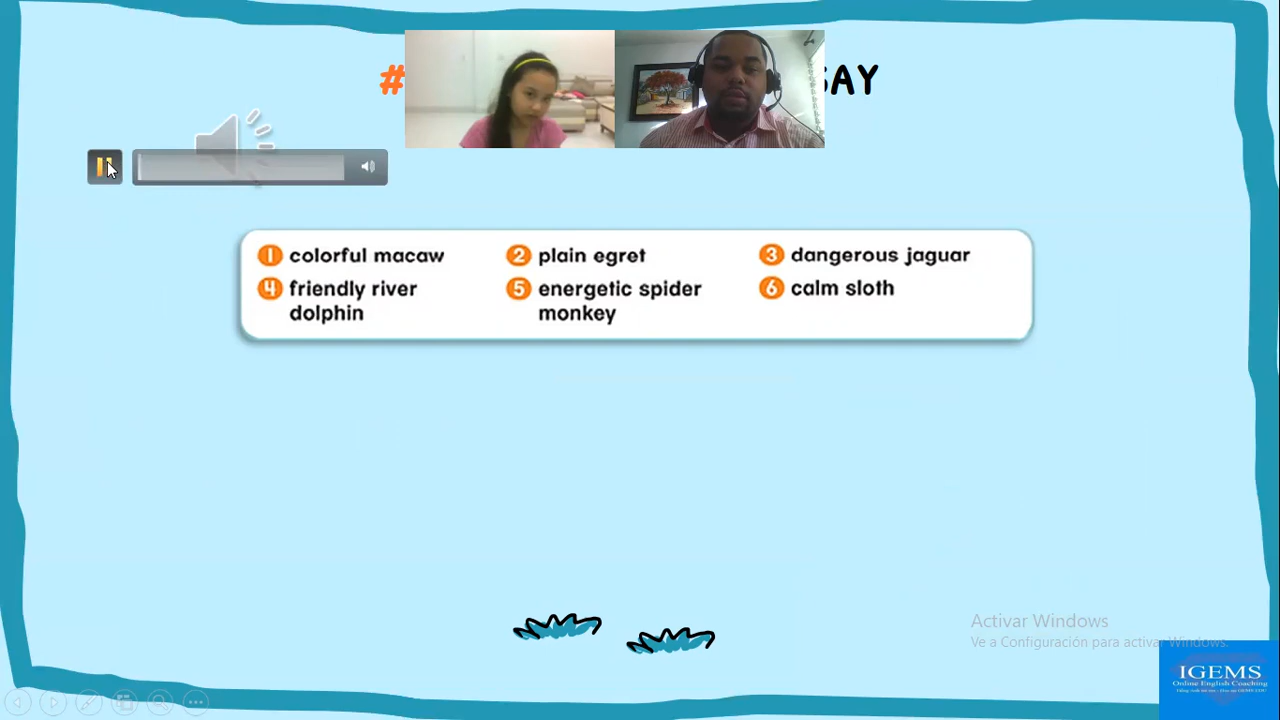 # SAY
1 colorful macaw 2 plain egret 3 dangerous jaguar
4 friendly river dolphin 5 energetic spider monkey 6 calm sloth
Activar Windows
Ve a Configuración para activar Windows.
IGEMS
Online English Coaching